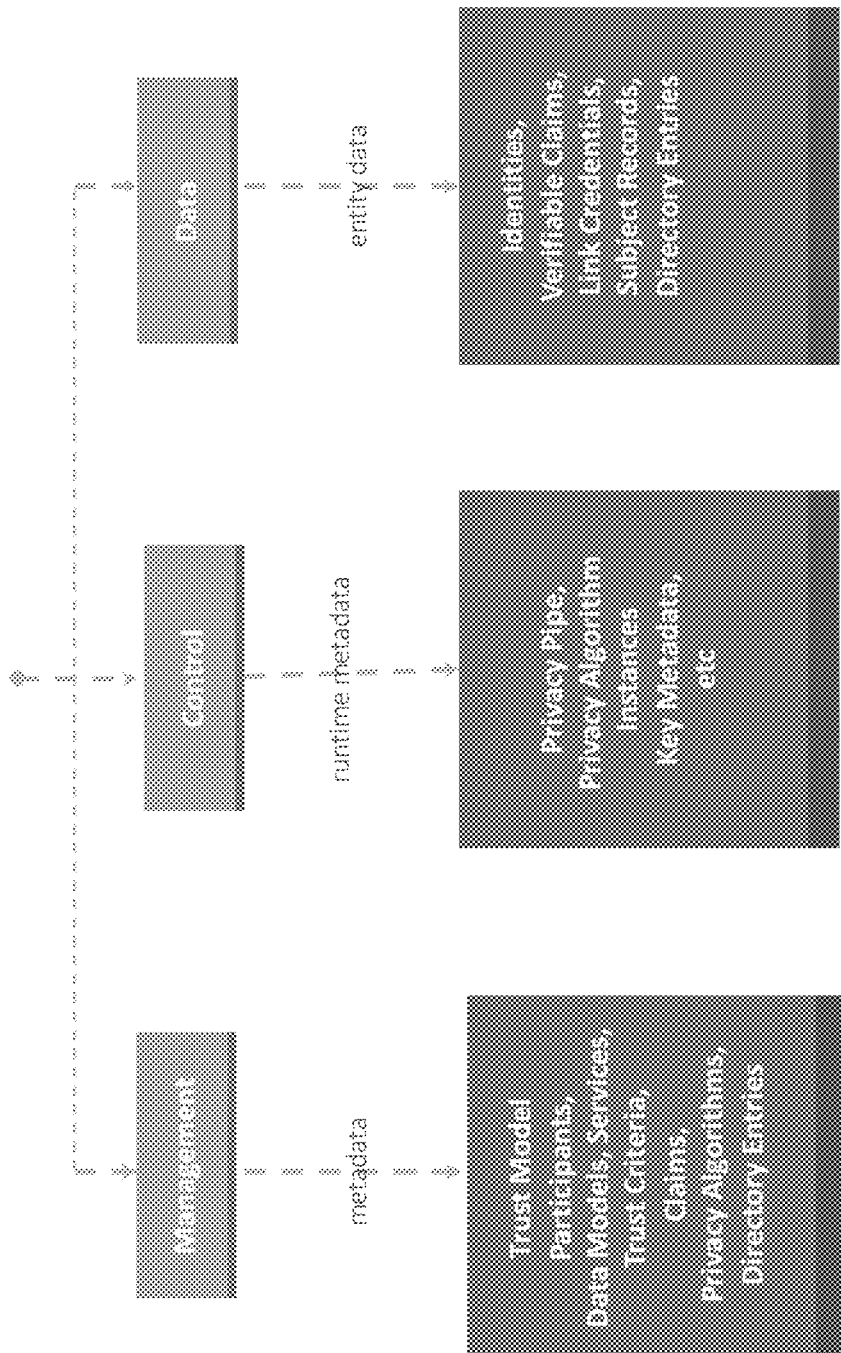 Management
Control
Data
metadata
runtime metadata
entity data
Trust Model
Participants,
Data Models, Services,
Trust Criteria,
Claims,
Privacy Algorithms,
Directory Entries
Privacy Pipe,
Privacy Algorithm
Instances
Key Metadata,
etc
Identities,
Verifiable Claims,
Link Credentials,
Subject Records,
Directory Entries